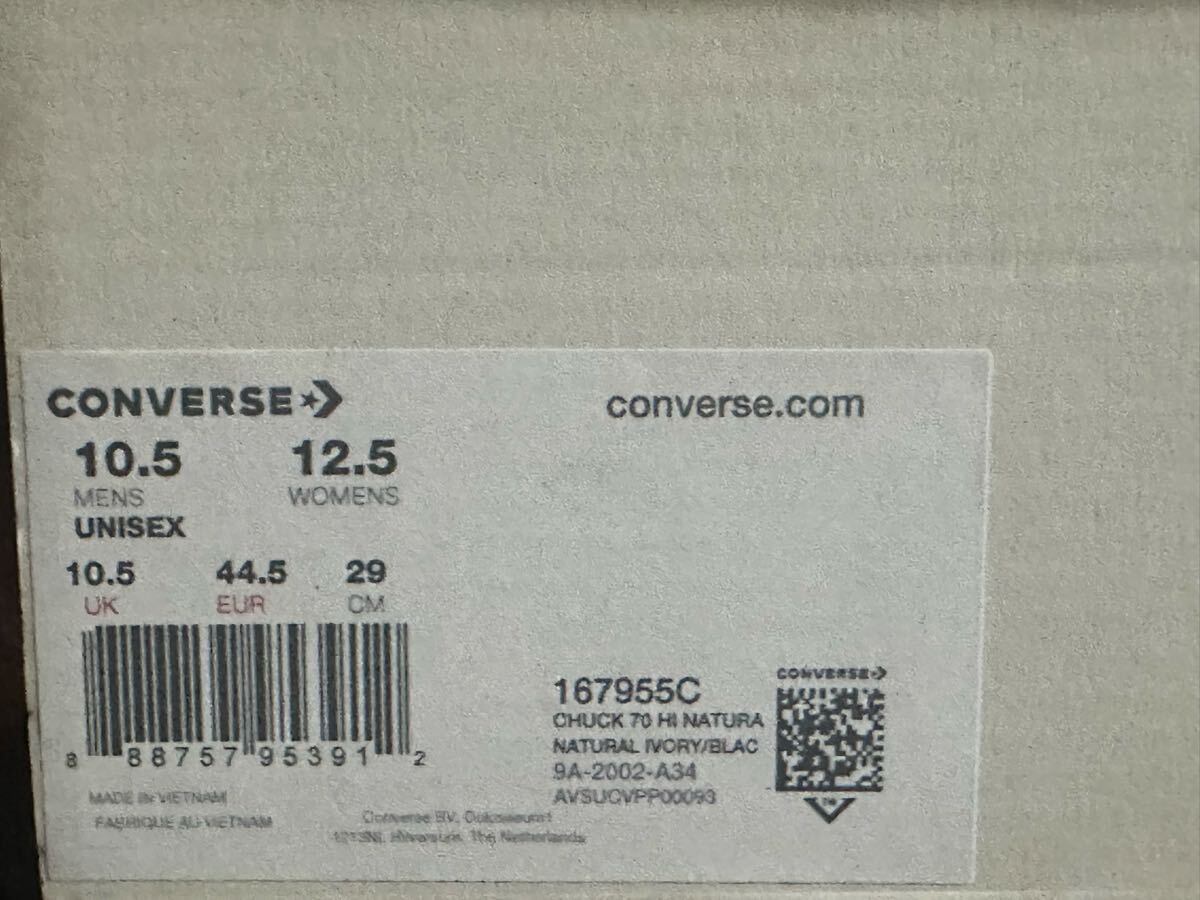 CONVERSE
converse.com
10.5 12.5
MENS WOMENS
UNISEX
10.5 44.5 29
UK EUR CM
8 88757 95391 2
167955C
CHUCK 70 HI NATURA
NATURAL IVORY/BLAC
9A-2002-A34
AVSUCVPP00093
CONVERSE
MADE IN VIETNAM
FABRIQUE AU VIETNAM
Converse BV,
Hilversum, The Netherlands